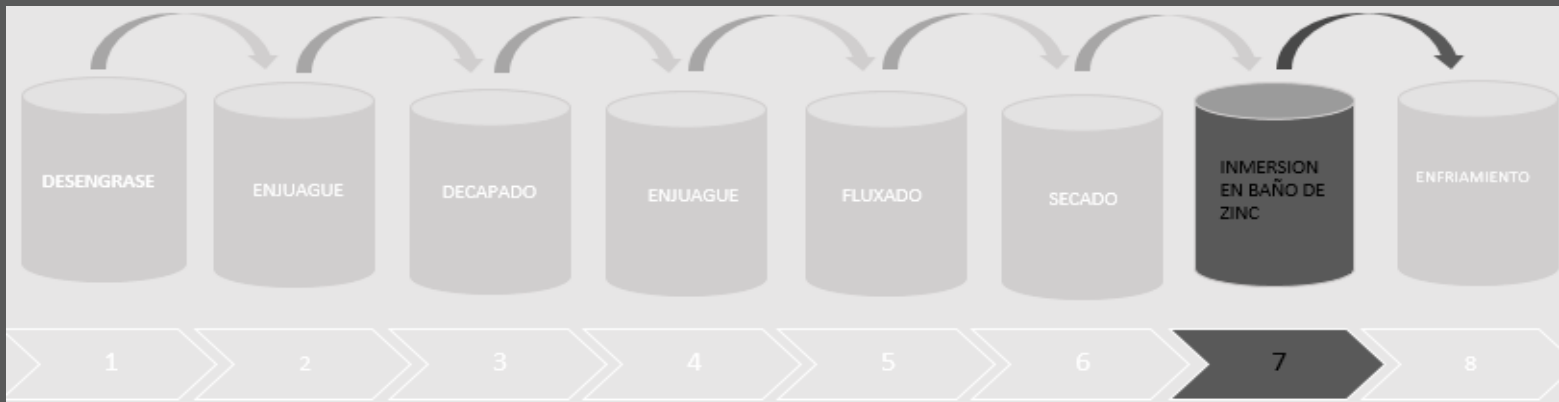 DESENGRASE
ENJUAGUE
DECAPADO
ENJUAGUE
FLUXADO
SECADO
INMERSION
EN BAÑO DE
ZINC
ENFRIAMIENTO
1
2
3
4
5
6
7
8